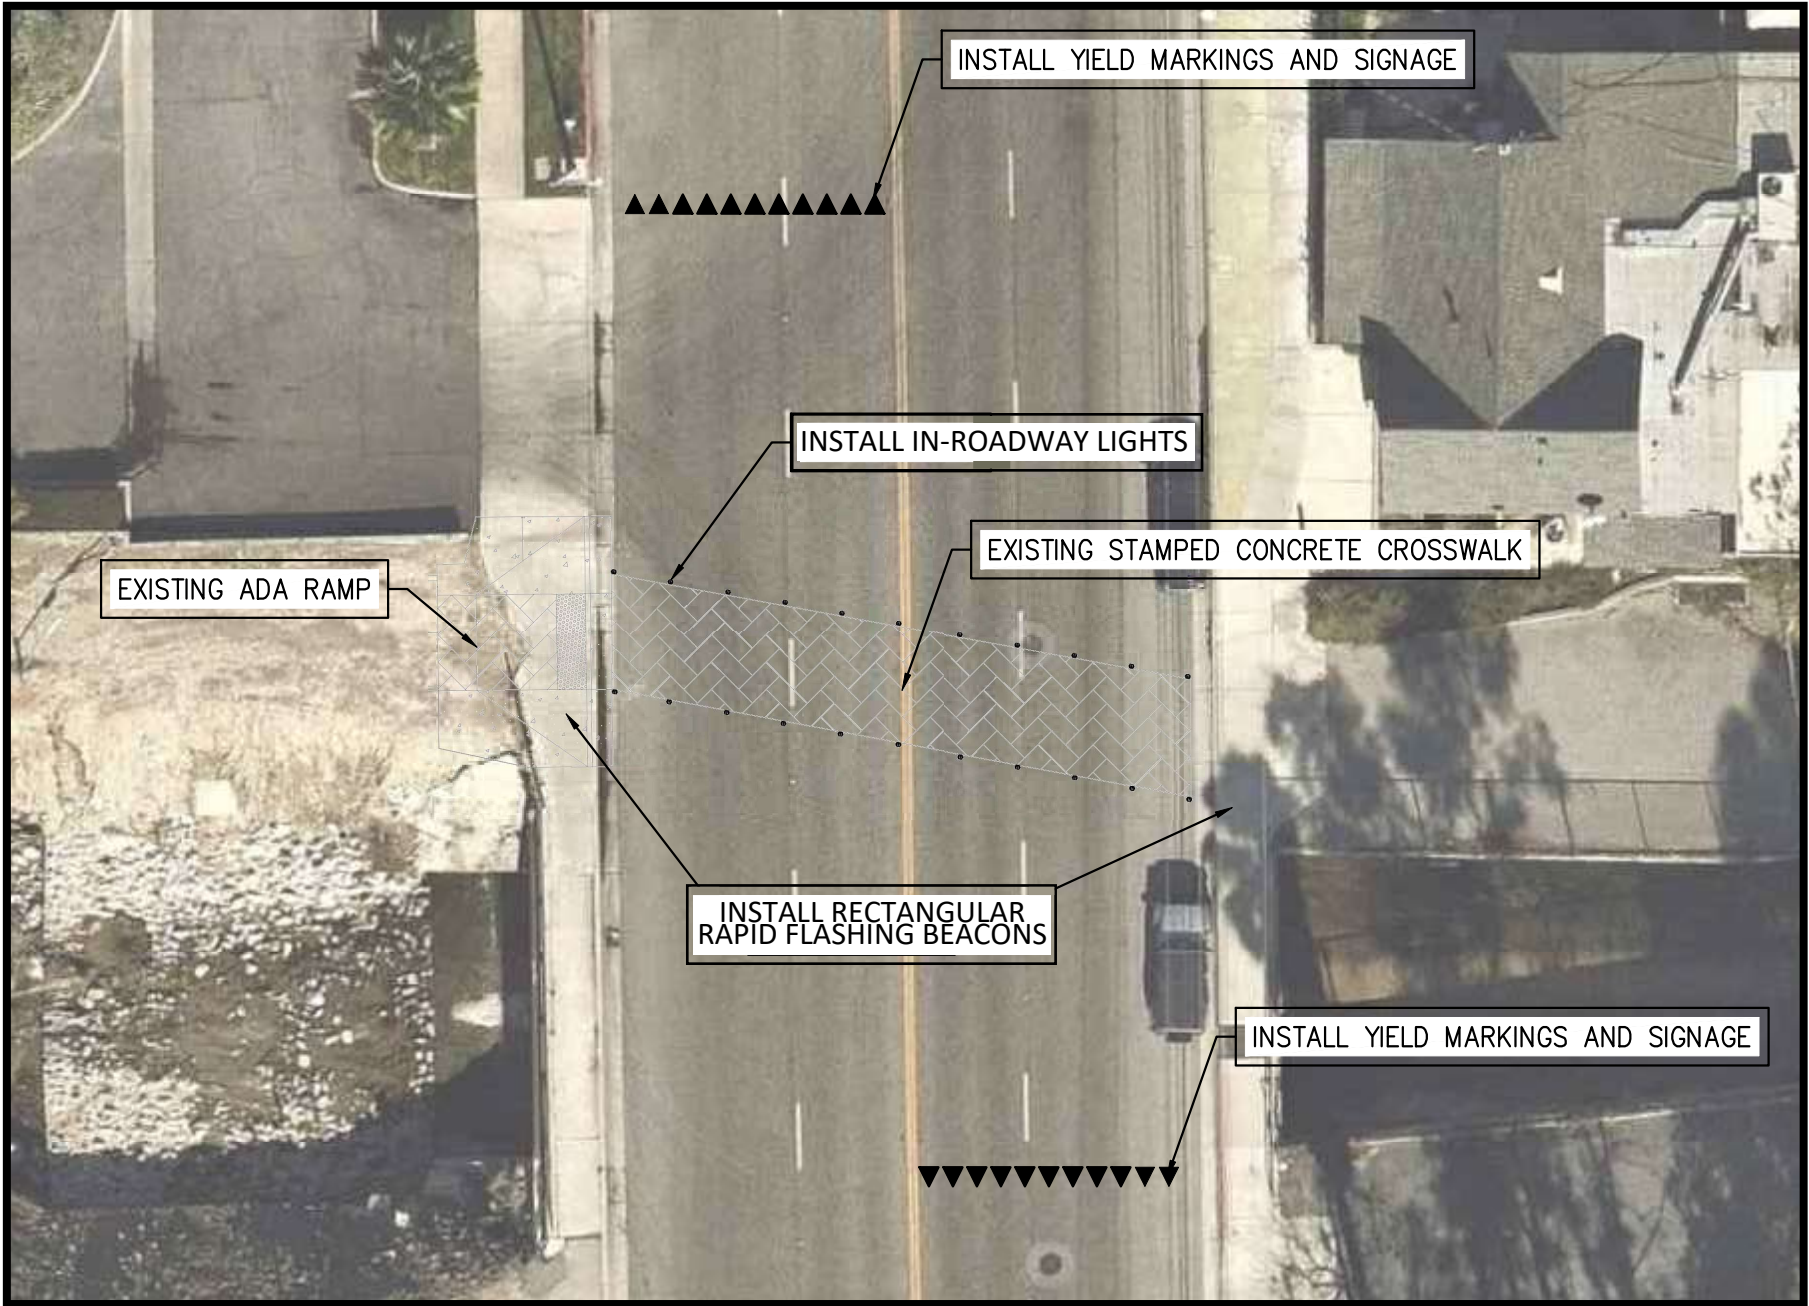 INSTALL YIELD MARKINGS AND SIGNAGE
INSTALL IN-ROADWAY LIGHTS
EXISTING STAMPED CONCRETE CROSSWALK
EXISTING ADA RAMP
INSTALL RECTANGULAR
RAPID FLASHING BEACONS
INSTALL YIELD MARKINGS AND SIGNAGE